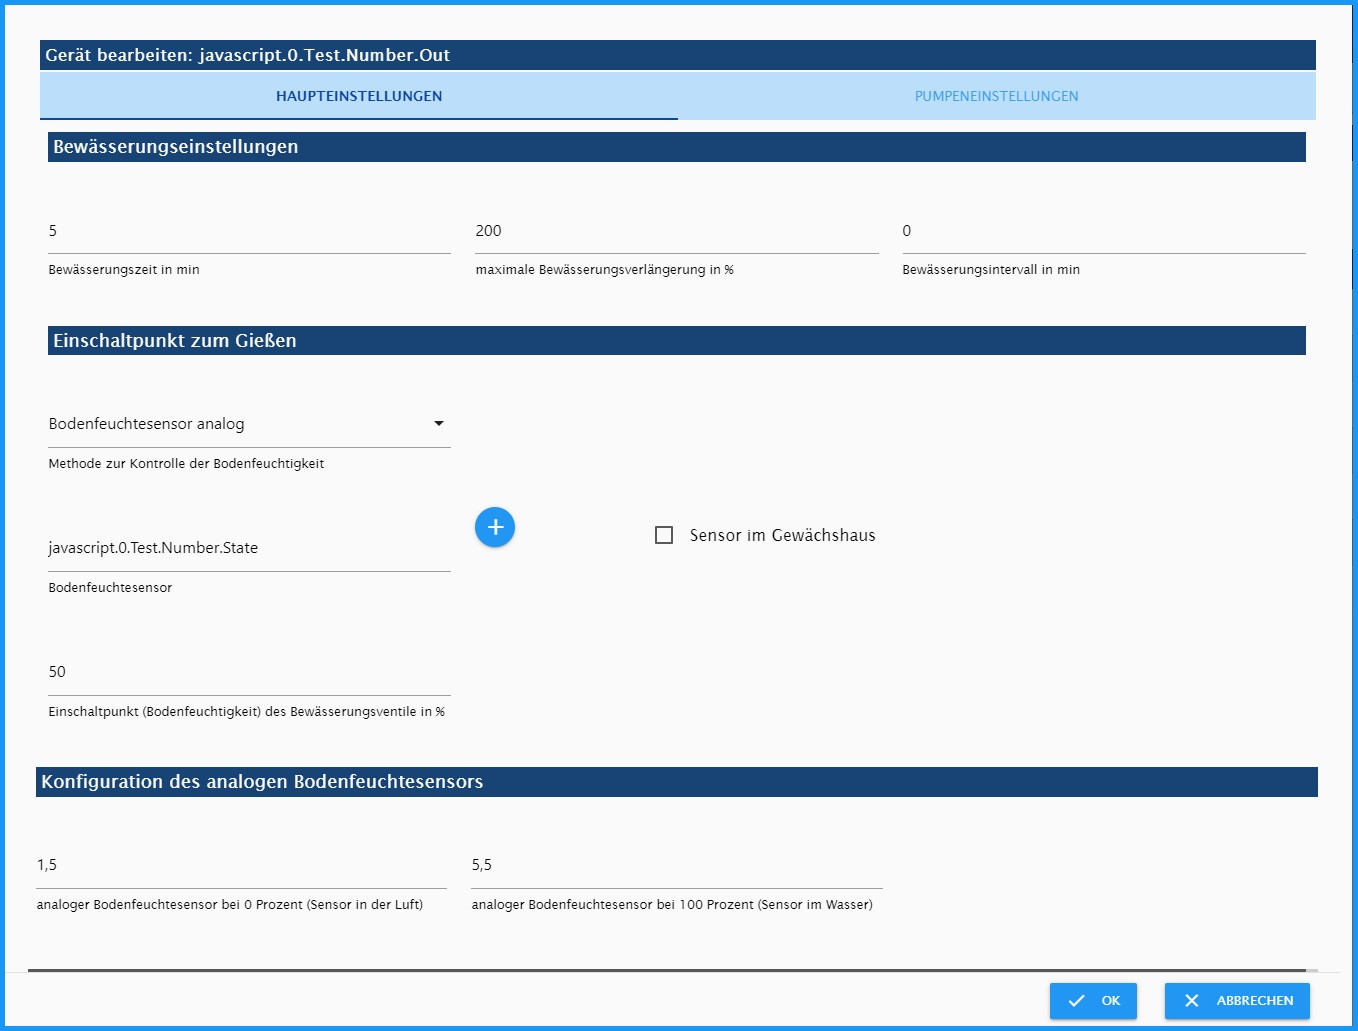 Gerät bearbeiten: javascript.0.Test.Number.Out
HAUPTEINSTELLUNGEN PUMPENEINSTELLUNGEN
Bewässerungseinstellungen
5 200 0
Bewässerungszeit in min maximale Bewässerungsverlängerung in % Bewässerungsintervall in min
Einschaltpunkt zum Gießen
Bodenfeuchtesensor analog
Methode zur Kontrolle der Bodenfeuchtigkeit
javascript.0.Test.Number.State Sensor im Gewächshaus
Bodenfeuchtesensor
50
Einschaltpunkt (Bodenfeuchtigkeit) des Bewässerungsventile in %
Konfiguration des analogen Bodenfeuchtesensors
1,5 5,5
analoger Bodenfeuchtesensor bei 0 Prozent (Sensor in der Luft) analoger Bodenfeuchtesensor bei 100 Prozent (Sensor im Wasser)
OK ABBRECHEN